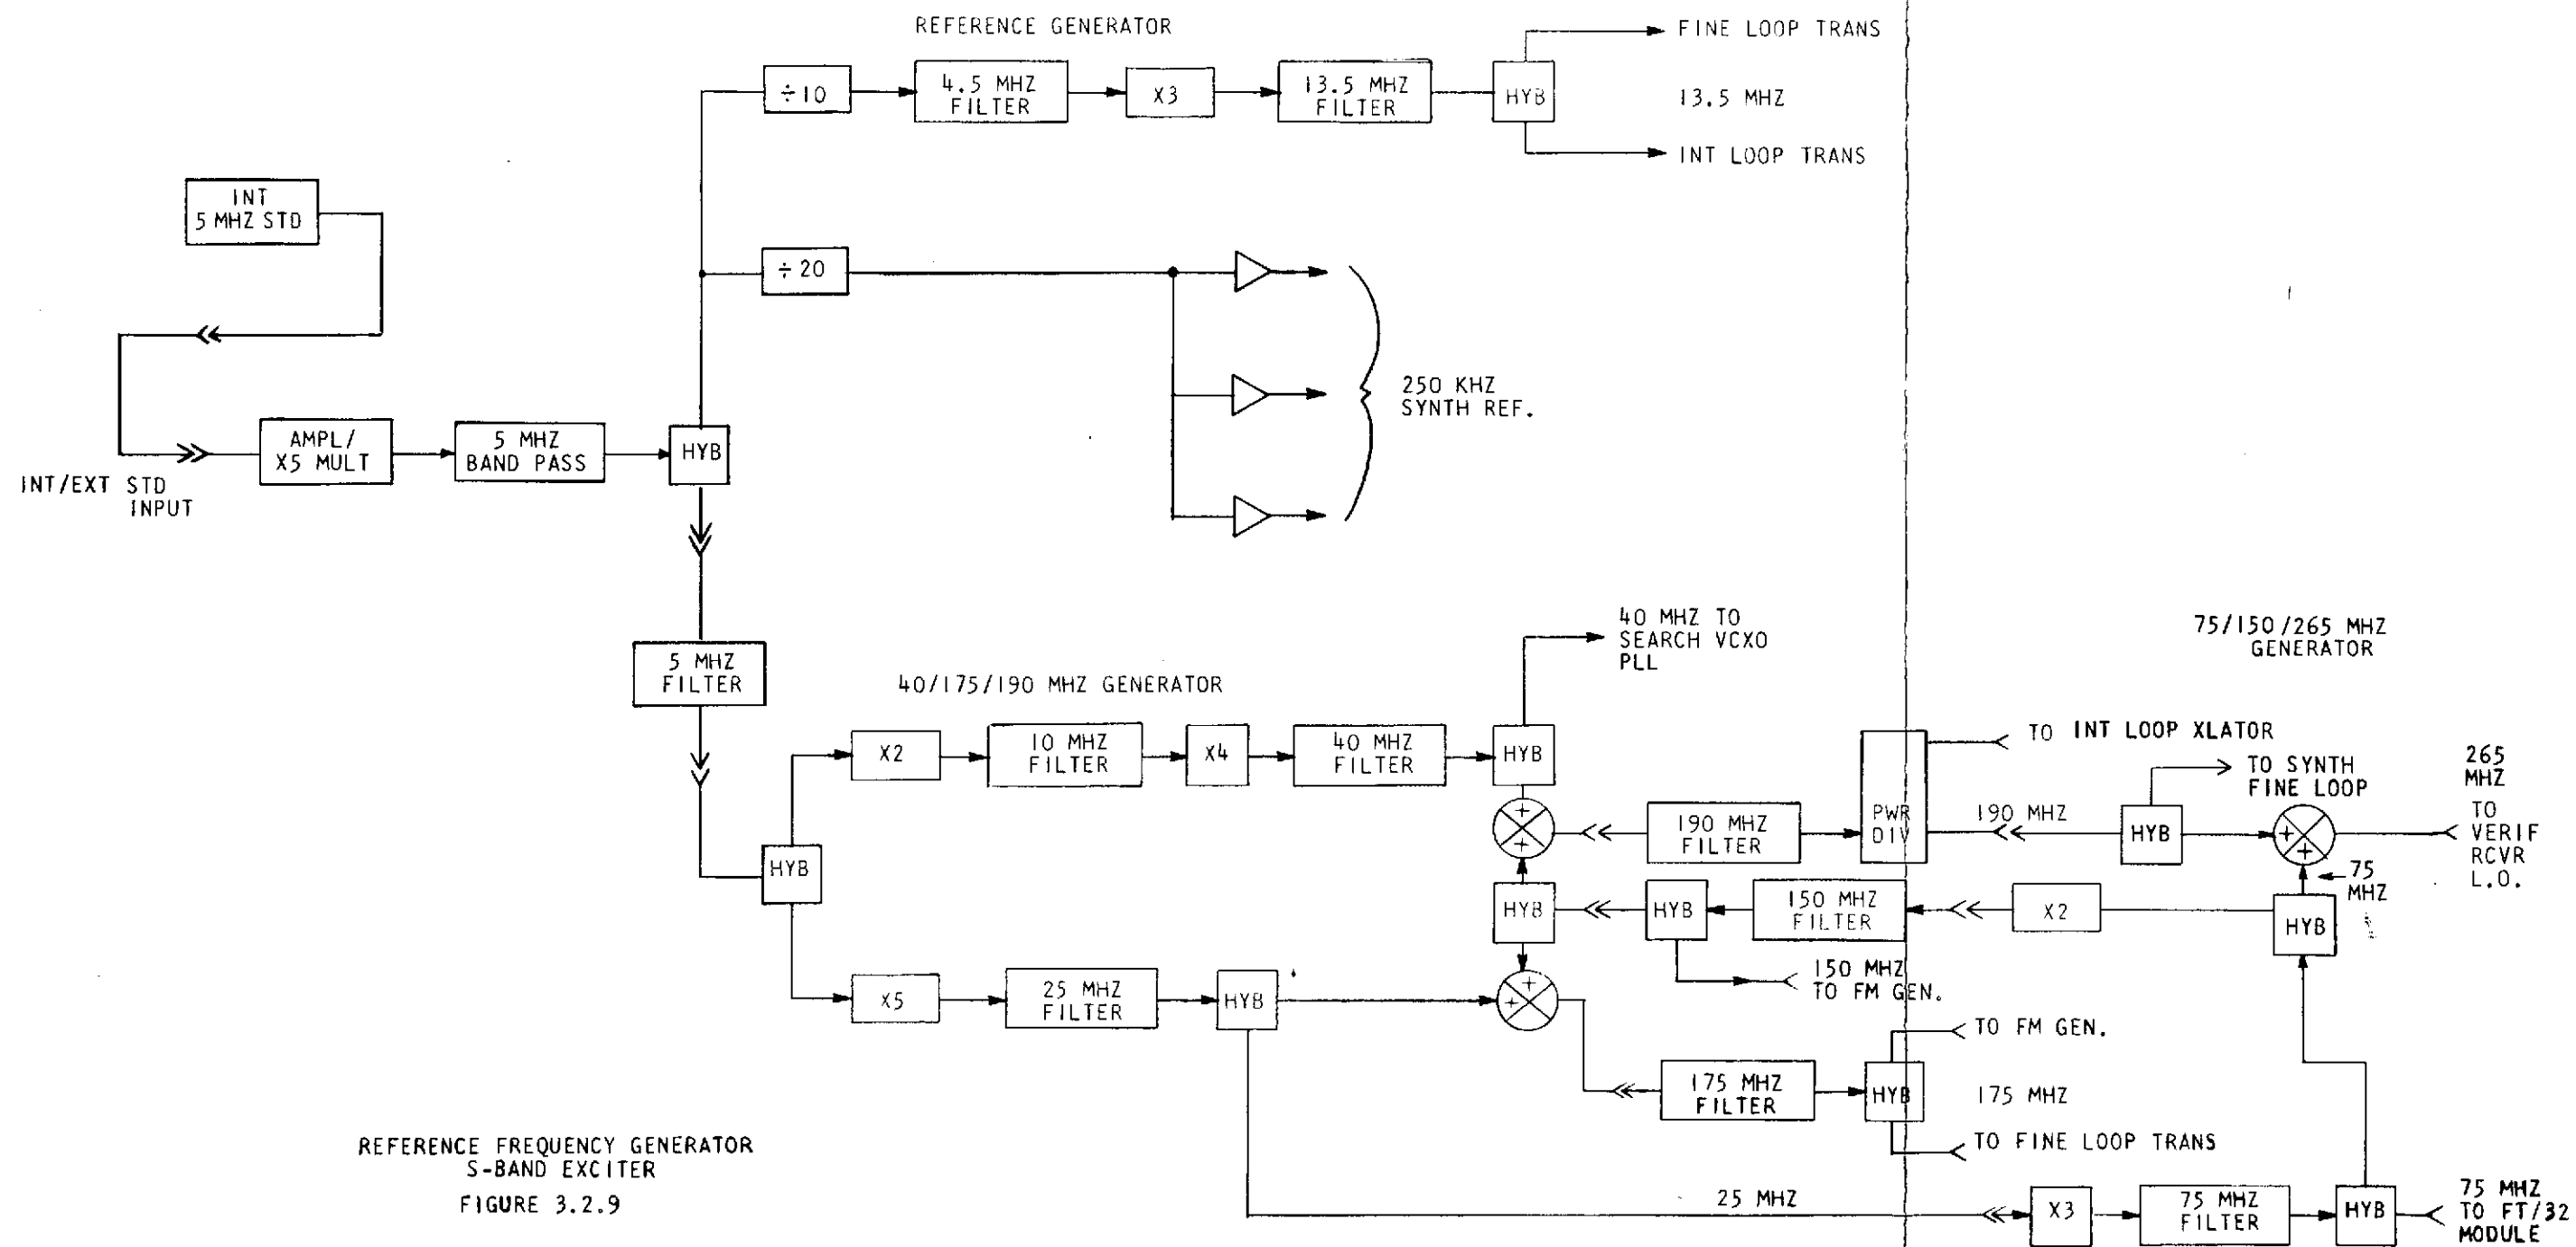 REFERENCE GENERATOR
FINE LOOP TRANS
÷10
4.5 MHZ
FILTER
X3
13.5 MHZ
FILTER
HYB
13.5 MHZ
INT LOOP TRANS
INT
5 MHZ STD
÷20
250 KHZ
SYNTH REF.
AMPL/
X5 MULT
5 MHZ
BAND PASS
HYB
INT/EXT STD
INPUT
5 MHZ
FILTER
40/175/190 MHZ GENERATOR
40 MHZ TO
SEARCH VCXO
PLL
75/150/265 MHZ
GENERATOR
X2
10 MHZ
FILTER
X4
40 MHZ
FILTER
HYB
TO INT LOOP XLATOR
TO SYNTH
FINE LOOP
265
MHZ
TO
VERIF
RCVR
L.O.
+
+
190 MHZ
FILTER
PWR
DIV
190 MHZ
HYB
+
+
75
MHZ
HYB
HYB
HYB
150 MHZ
FILTER
X2
HYB
150 MHZ
TO FM GEN.
X5
25 MHZ
FILTER
HYB
+
+
TO FM GEN.
175 MHZ
FILTER
HYB
175 MHZ
TO FINE LOOP TRANS
REFERENCE FREQUENCY GENERATOR
S-BAND EXCITER
FIGURE 3.2.9
25 MHZ
X3
75 MHZ
FILTER
HYB
75 MHZ
TO FT/32
MODULE